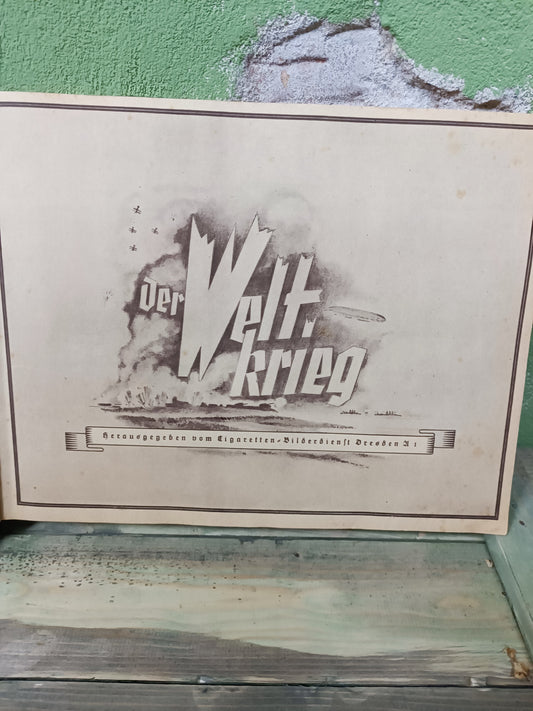 der Welt-
krieg
Herausgegeben vom Cigaretten-Bilderdienst Dresden A 1